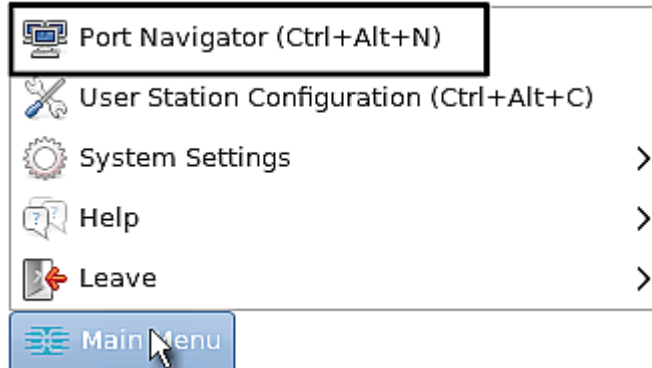 Port Navigator (Ctrl+Alt+N)
User Station Configuration (Ctrl+Alt+C)
System Settings
Help
Leave
Main Menu